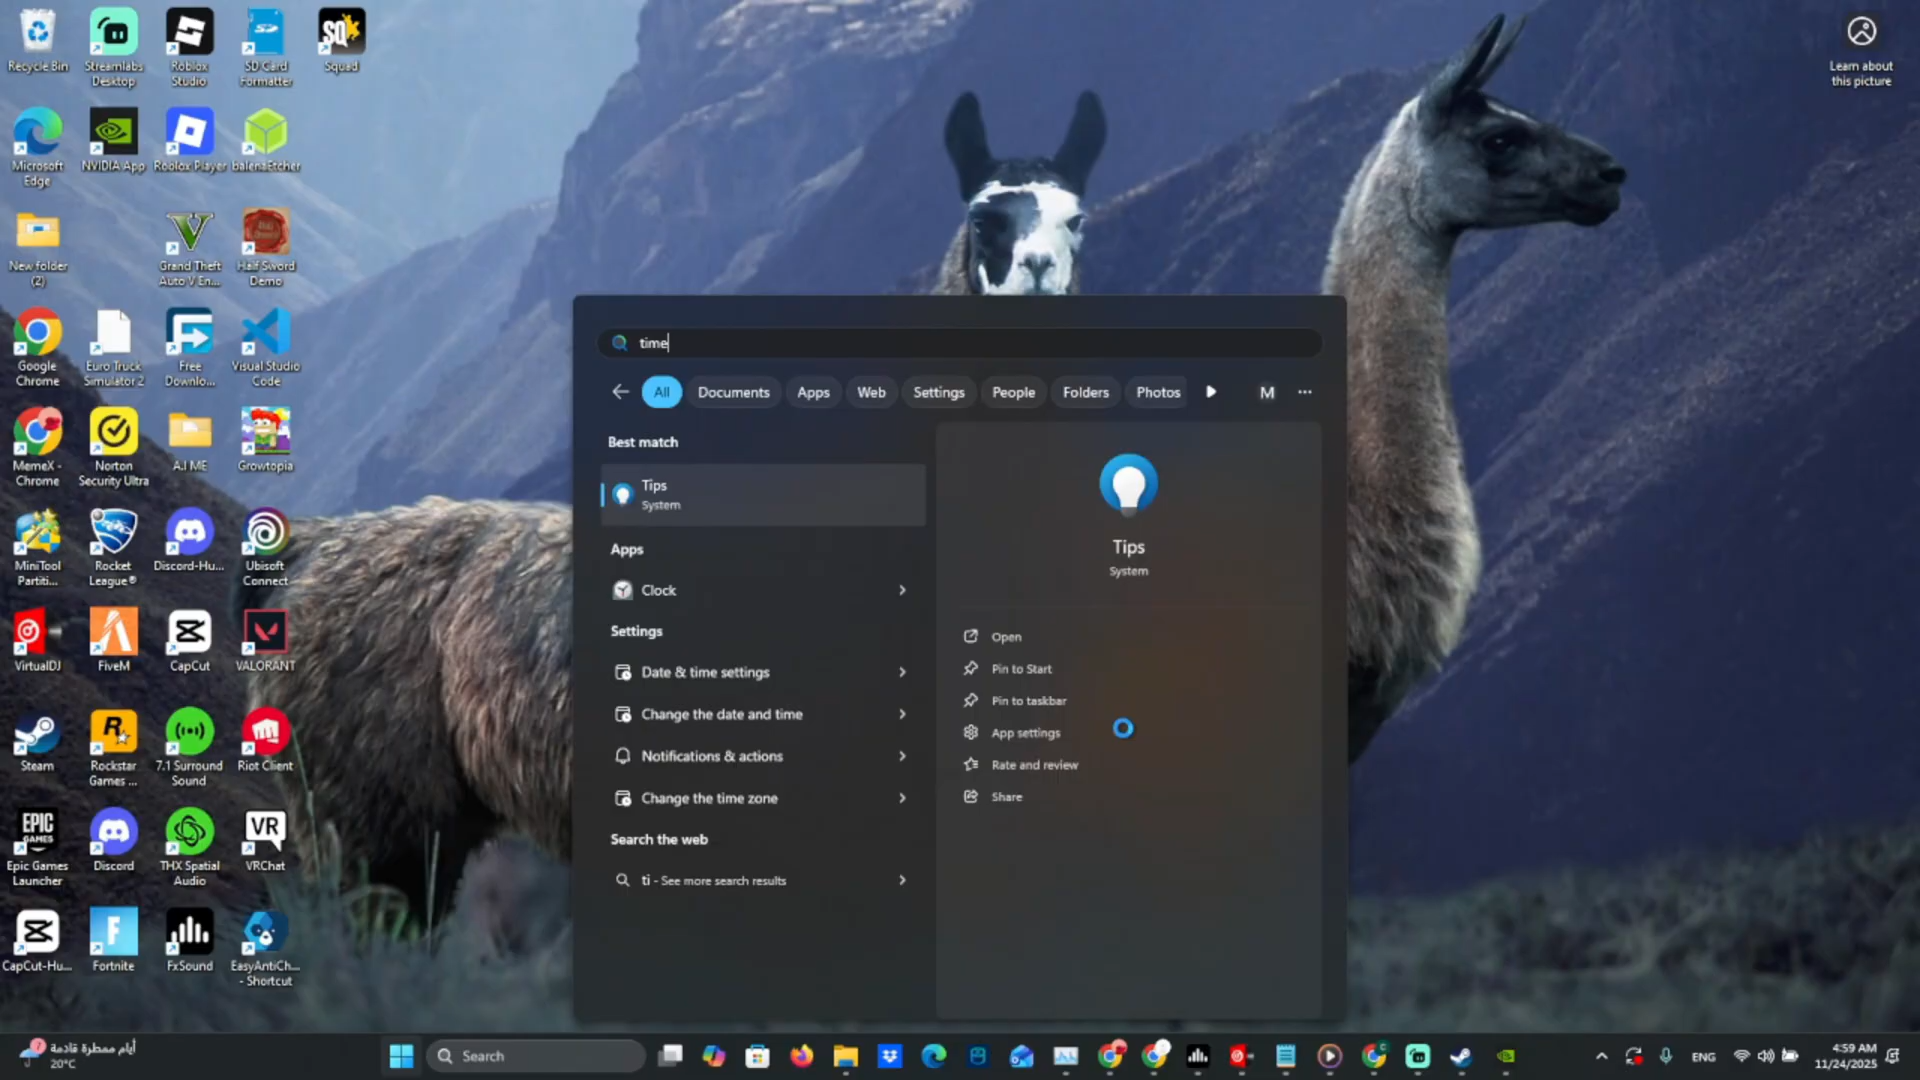 Recycle Bin
Streamlabs
Desktop
Roblox
Studio
SD Card
Formatter
SQ
Squad
Learn about
this picture
Microsoft
Edge
NVIDIA App
Roblox Player
balenaEtcher
New folder
(2)
Grand Theft
Auto V En...
Half Sword
Demo
Google
Chrome
Euro Truck
Simulator 2
Free
Downlo...
Visual Studio
Code
MemeX -
Chrome
Norton
Security Ultra
A.I ME
Growtopia
MiniTool
Partiti...
Rocket
League®
Discord-Hu...
Ubisoft
Connect
VirtualDJ
FiveM
CapCut
VALORANT
Steam
Rockstar
Games ...
7.1 Surround
Sound
Riot Client
EPIC
GAMES
Epic Games
Launcher
Discord
THX Spatial
Audio
VR
VRChat
CapCut-Hu...
Fortnite
FxSound
EasyAntiCh...
- Shortcut
time
All
Documents
Apps
Web
Settings
People
Folders
Photos
M
Best match
Tips
System
Apps
Clock
Settings
Date & time settings
Change the date and time
Notifications & actions
Change the time zone
Search the web
ti - See more search results
Tips
System
Open
Pin to Start
Pin to taskbar
App settings
Rate and review
Share
أيام ممطرة قادمة
20°C
Search
ENG
4:59 AM
11/24/2025